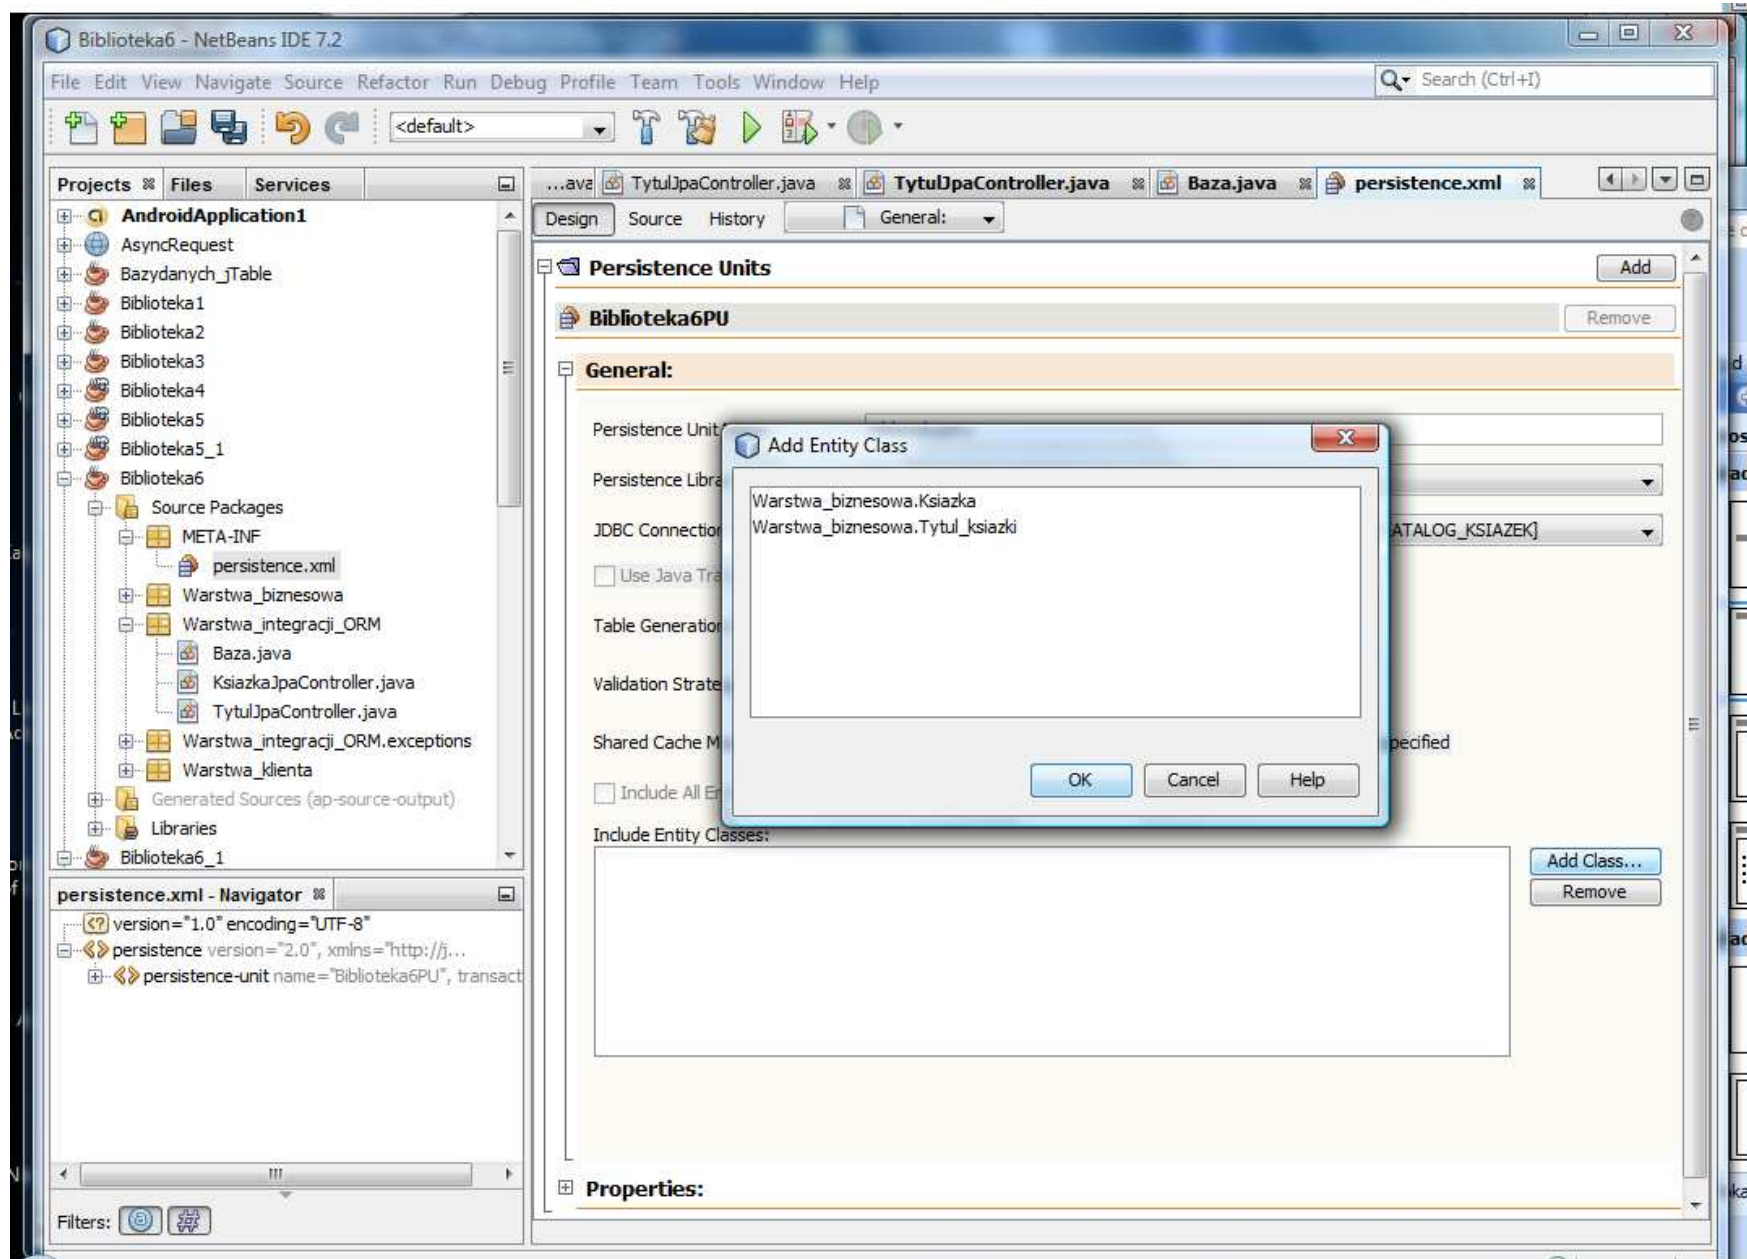 Biblioteka6 - NetBeans IDE 7.2
File Edit View Navigate Source Refactor Run Debug Profile Team Tools Window Help
Search (Ctrl+I)
<default>
Projects Files Services
...ava TytulJpaController.java TytulJpaController.java Baza.java persistence.xml
Design Source History General:
AndroidApplication1
AsyncRequest
Bazydanych_jTable
Biblioteka1
Biblioteka2
Biblioteka3
Biblioteka4
Biblioteka5
Biblioteka5_1
Biblioteka6
Source Packages
META-INF
persistence.xml
Warstwa_biznesowa
Warstwa_integracji_ORM
Baza.java
KsiazkaJpaController.java
TytulJpaController.java
Warstwa_integracji_ORM.exceptions
Warstwa_klienta
Generated Sources (ap-source-output)
Libraries
Biblioteka6_1
persistence.xml - Navigator
version="1.0" encoding="UTF-8"
persistence version="2.0", xmlns="http://j...
persistence-unit name="Biblioteka6PU", transact
Filters:
Persistence Units
Add
Biblioteka6PU
Remove
General:
Persistence Unit
Persistence Libra
JDBC Connection
ATALOG_KSIAZEK]
Use Java Tra
Table Generation
Validation Strate
Shared Cache M
pecified
Include All En
Include Entity Classes:
Add Class...
Remove
Properties:
Add Entity Class
Warstwa_biznesowa.Ksiazka
Warstwa_biznesowa.Tytul_ksiazki
OK Cancel Help